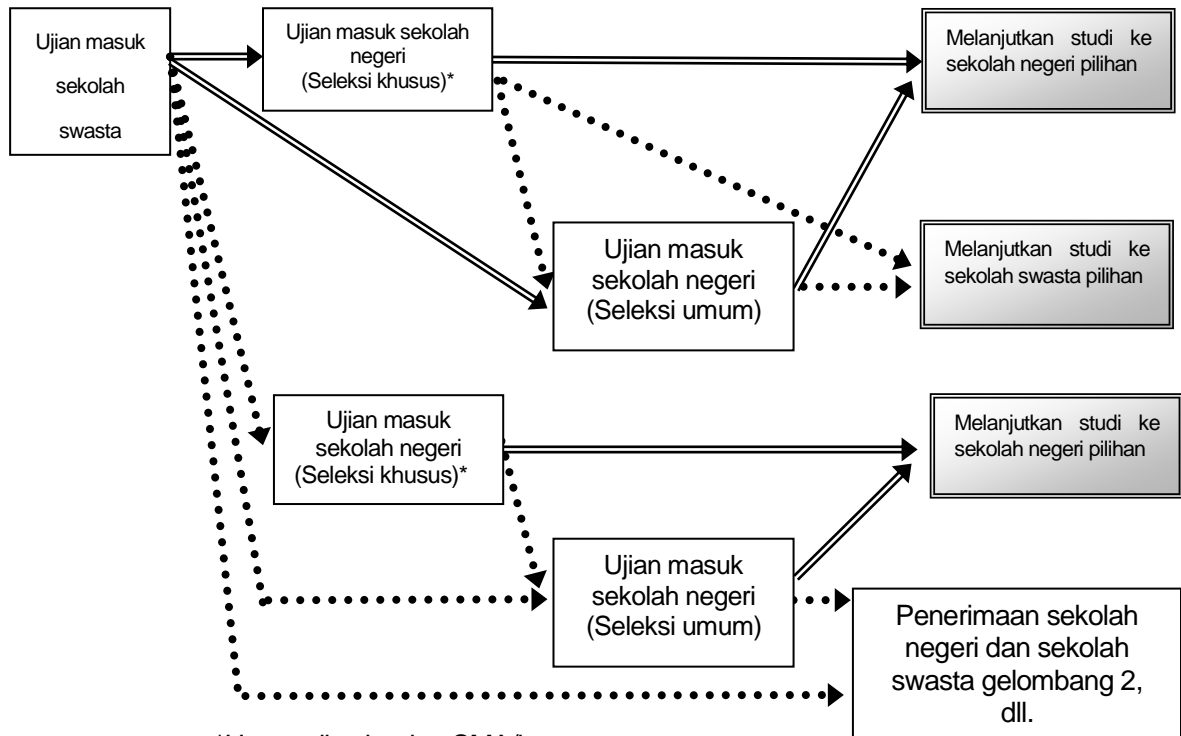 Ujian masuk
sekolah
swasta
Ujian masuk sekolah
negeri
(Seleksi khusus)*
Melanjutkan studi ke
sekolah negeri pilihan
Ujian masuk
sekolah negeri
(Seleksi umum)
Melanjutkan studi ke
sekolah swasta pilihan
Ujian masuk
sekolah negeri
(Seleksi khusus)*
Melanjutkan studi ke
sekolah negeri pilihan
Ujian masuk
sekolah negeri
(Seleksi umum)
Penerimaan sekolah
negeri dan sekolah
swasta gelombang 2,
dll.